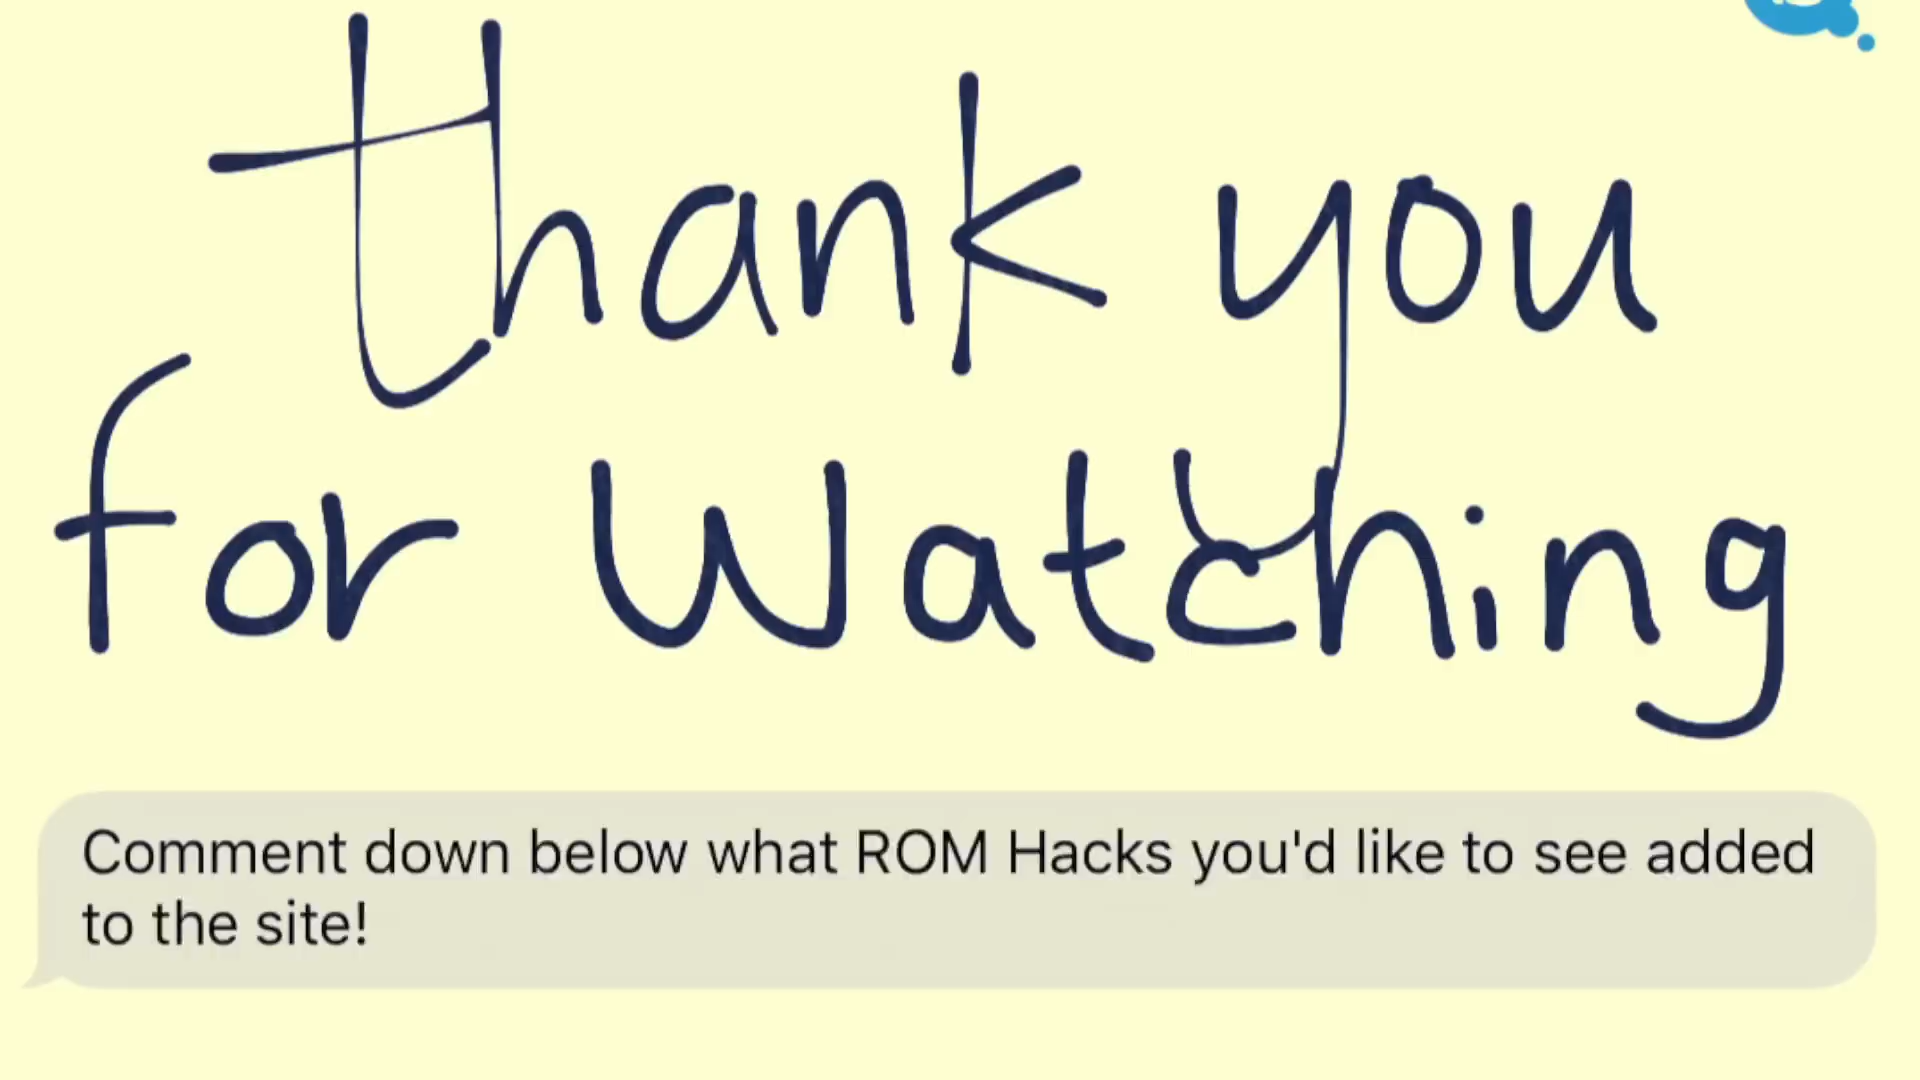 thank you
for Watching
Comment down below what ROM Hacks you'd like to see added
to the site!